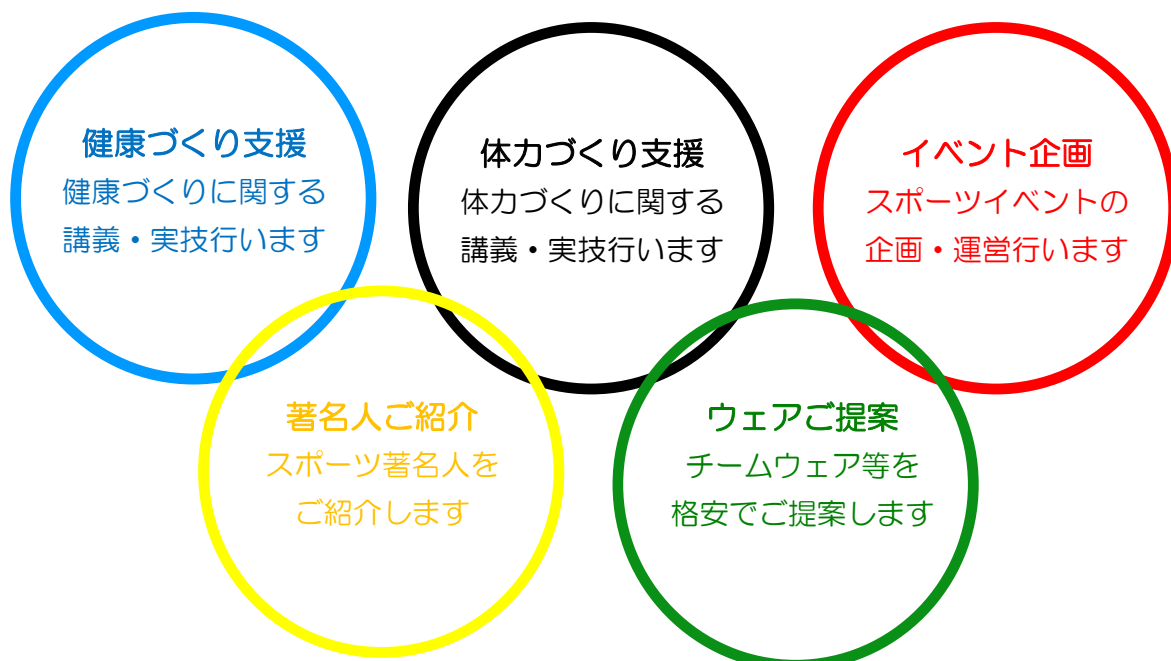 健康づくり支援
健康づくりに関する
講義・実技行います
体力づくり支援
体力づくりに関する
講義・実技行います
イベント企画
スポーツイベントの
企画・運営行います
著名人ご紹介
スポーツ著名人を
ご紹介します
ウェアご提案
チームウェア等を
格安でご提案します